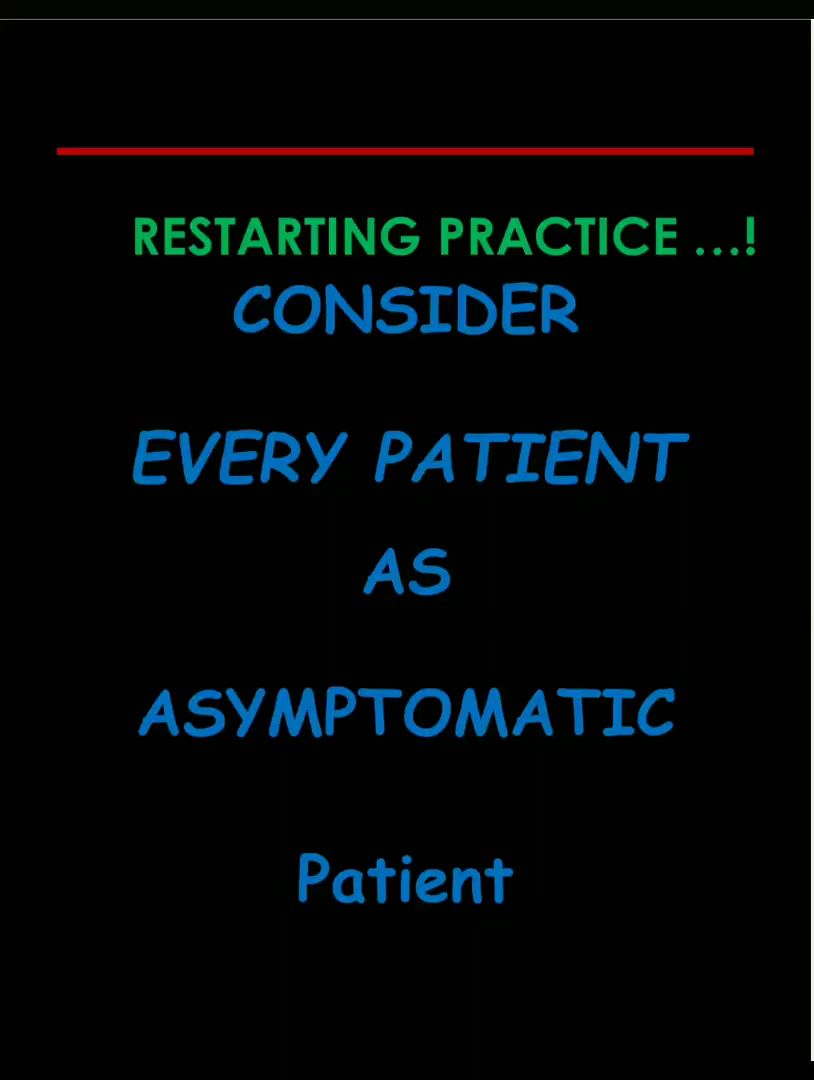 RESTARTING PRACTICE ...!
CONSIDER
EVERY PATIENT
AS
ASYMPTOMATIC
Patient